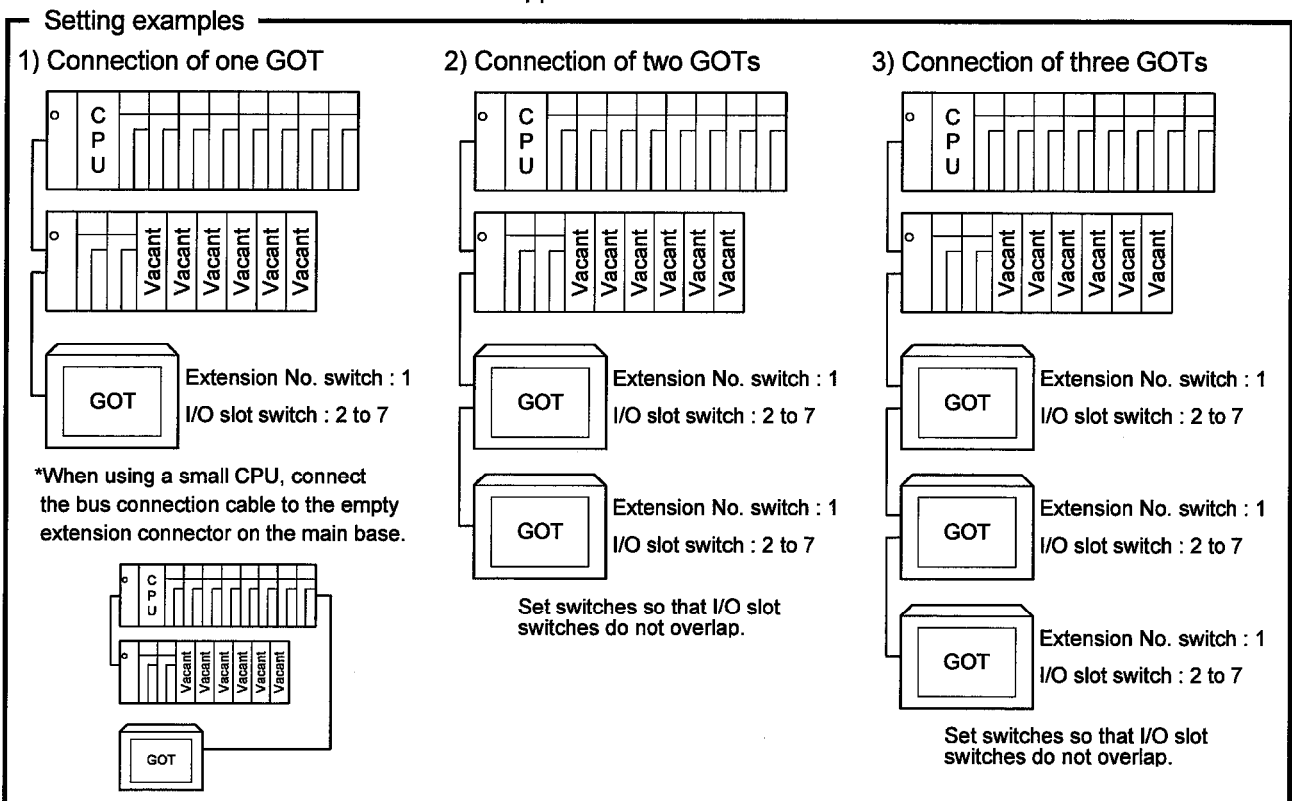 Setting examples
1) Connection of one GOT
C
P
U
Vacant
Vacant
Vacant
Vacant
Vacant
Vacant
GOT
Extension No. switch : 1
I/O slot switch : 2 to 7
*When using a small CPU, connect
the bus connection cable to the empty
extension connector on the main base.
C
P
U
Vacant
Vacant
Vacant
Vacant
Vacant
Vacant
GOT
2) Connection of two GOTs
C
P
U
Vacant
Vacant
Vacant
Vacant
Vacant
Vacant
GOT
Extension No. switch : 1
I/O slot switch : 2 to 7
GOT
Extension No. switch : 1
I/O slot switch : 2 to 7
Set switches so that I/O slot
switches do not overlap.
3) Connection of three GOTs
C
P
U
Vacant
Vacant
Vacant
Vacant
Vacant
Vacant
GOT
Extension No. switch : 1
I/O slot switch : 2 to 7
GOT
Extension No. switch : 1
I/O slot switch : 2 to 7
GOT
Extension No. switch : 1
I/O slot switch : 2 to 7
Set switches so that I/O slot
switches do not overlap.